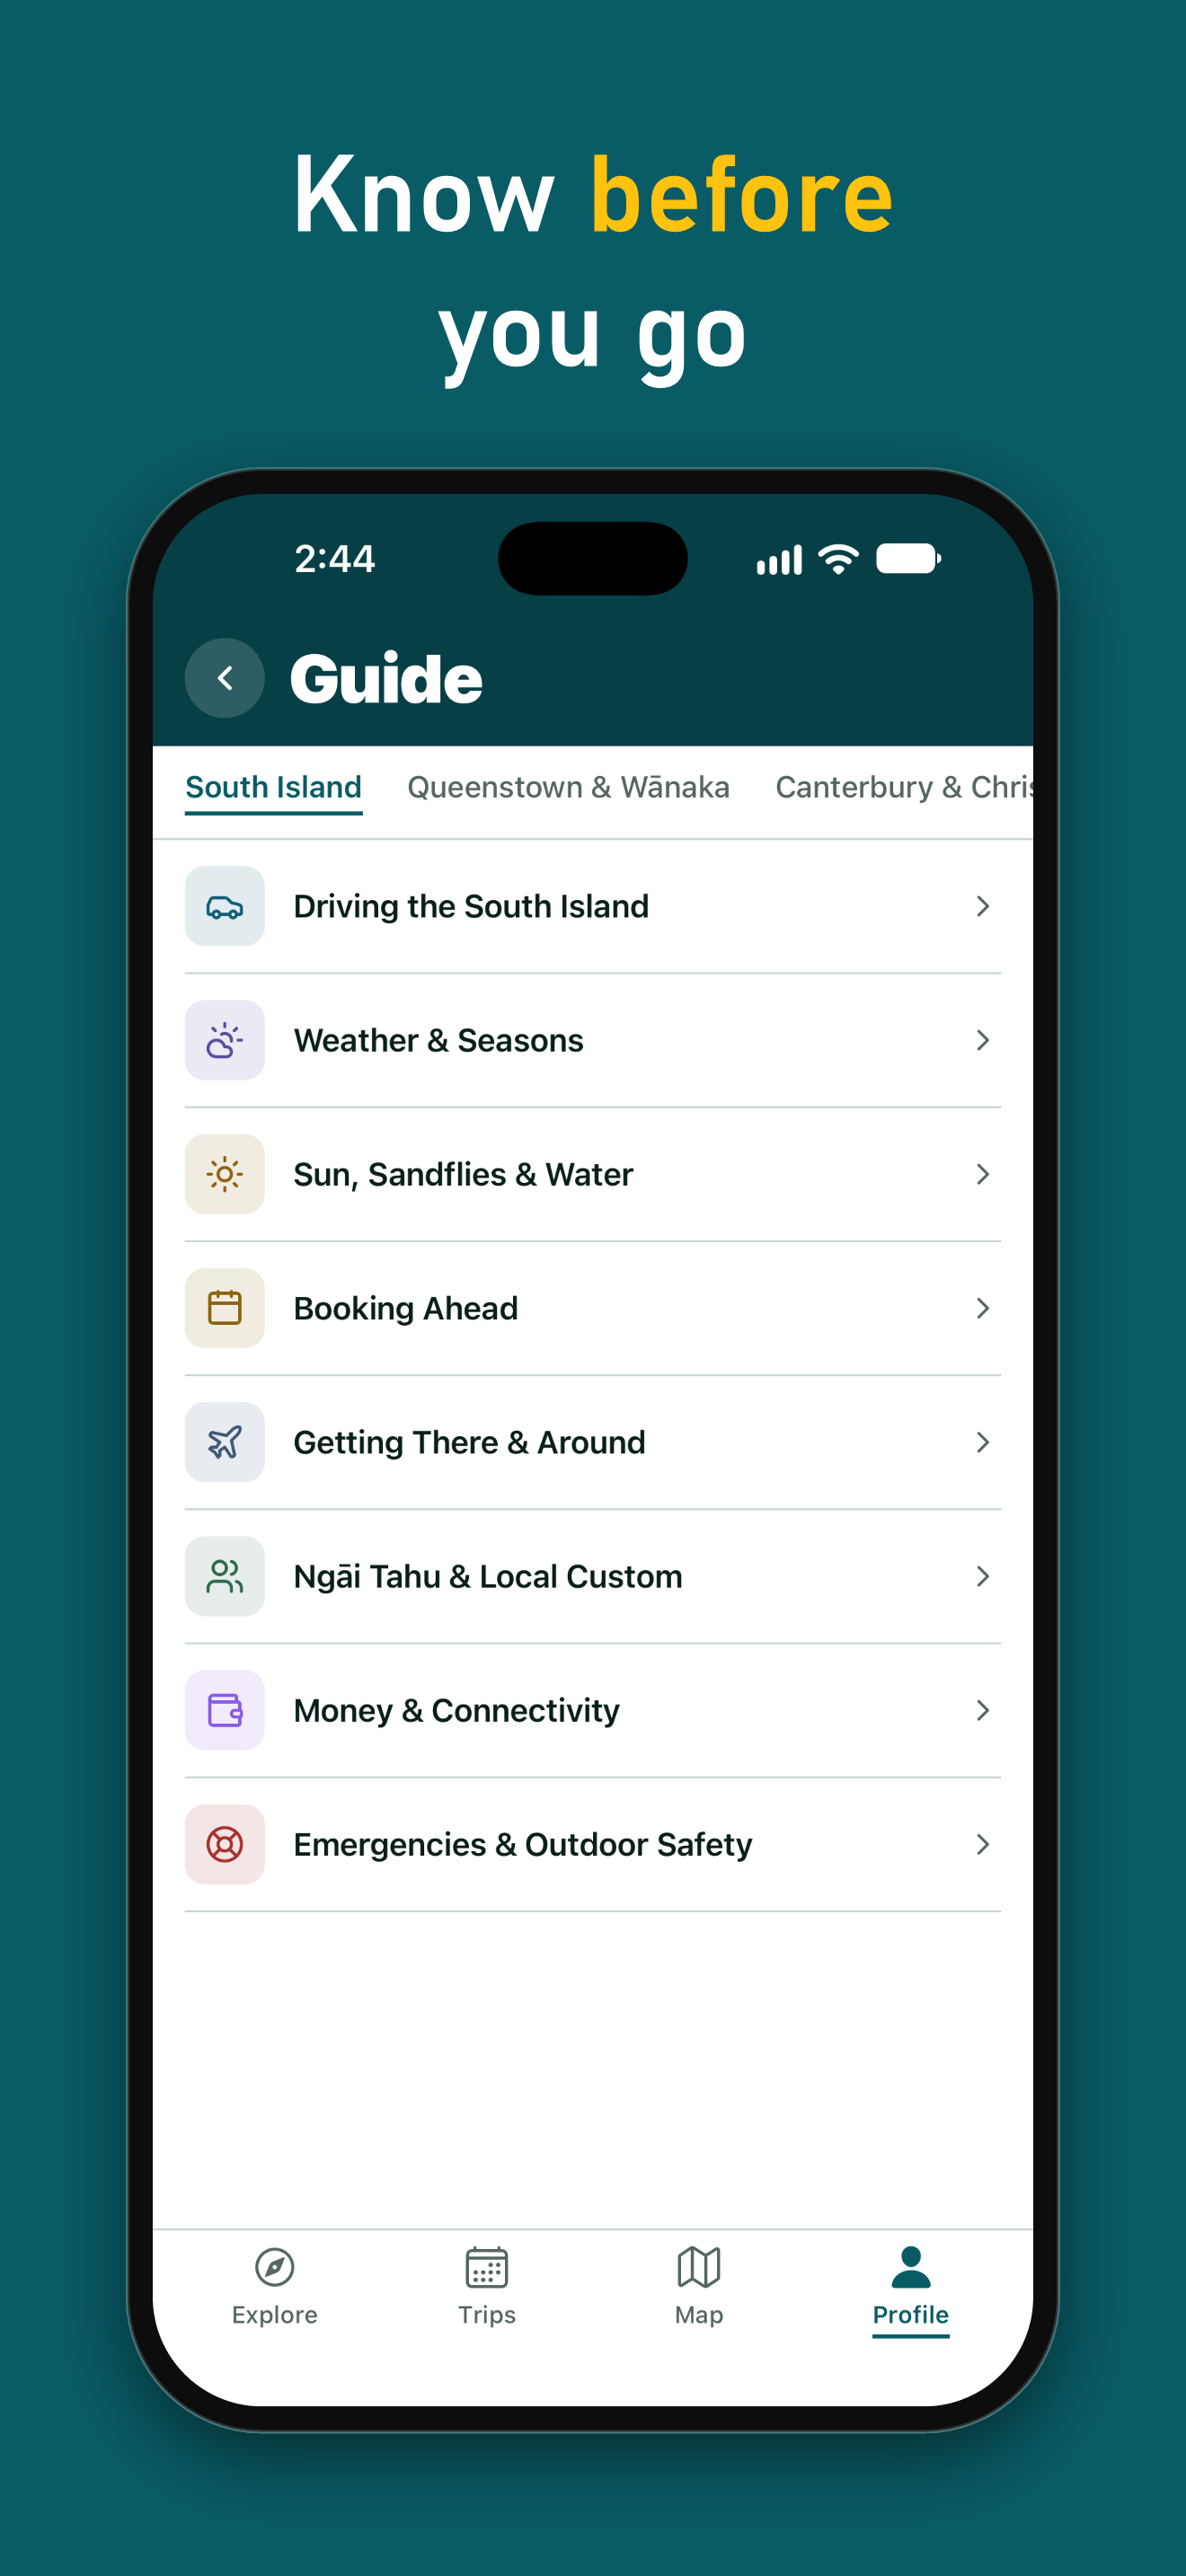 Know before
you go
2:44
Guide
South Island Queenstown & Wānaka Canterbury & Chris
Driving the South Island
Weather & Seasons
Sun, Sandflies & Water
Booking Ahead
Getting There & Around
Ngāi Tahu & Local Custom
Money & Connectivity
Emergencies & Outdoor Safety
Explore Trips Map Profile